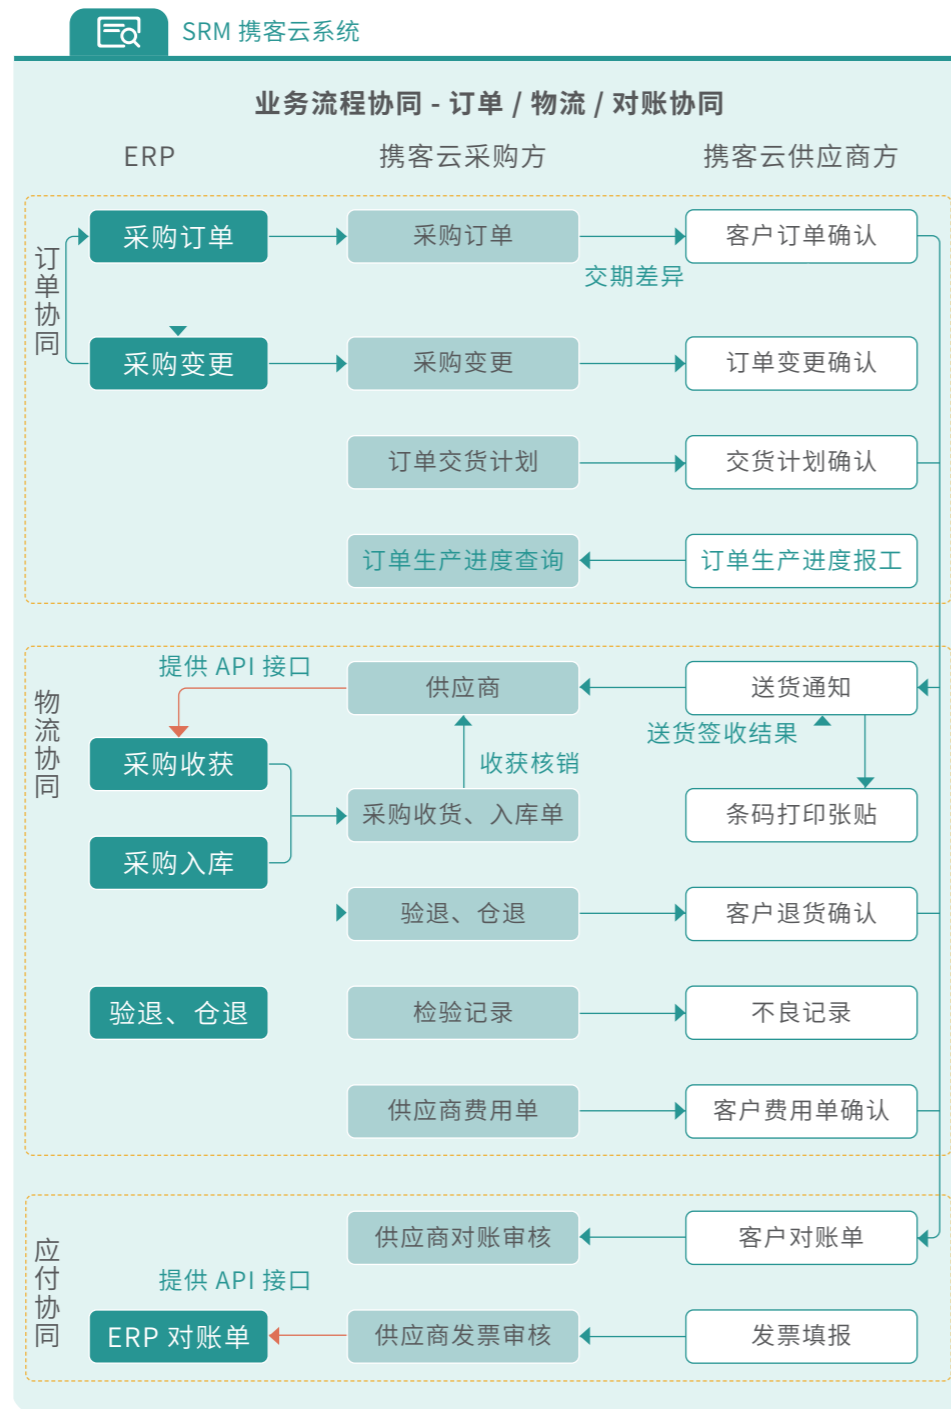 SRM 携客云系统
业务流程协同 - 订单 / 物流 / 对账协同
ERP
携客云采购方
携客云供应商方
订单协同
采购订单
采购订单
客户订单确认
交期差异
采购变更
采购变更
订单变更确认
订单交货计划
交货计划确认
订单生产进度查询
订单生产进度报工
物流协同
提供 API 接口
供应商
送货通知
送货签收结果
采购收获
收获核销
采购收货、入库单
条码打印张贴
采购入库
验退、仓退
客户退货确认
验退、仓退
检验记录
不良记录
供应商费用单
客户费用单确认
应付协同
供应商对账审核
客户对账单
提供 API 接口
ERP 对账单
供应商发票审核
发票填报